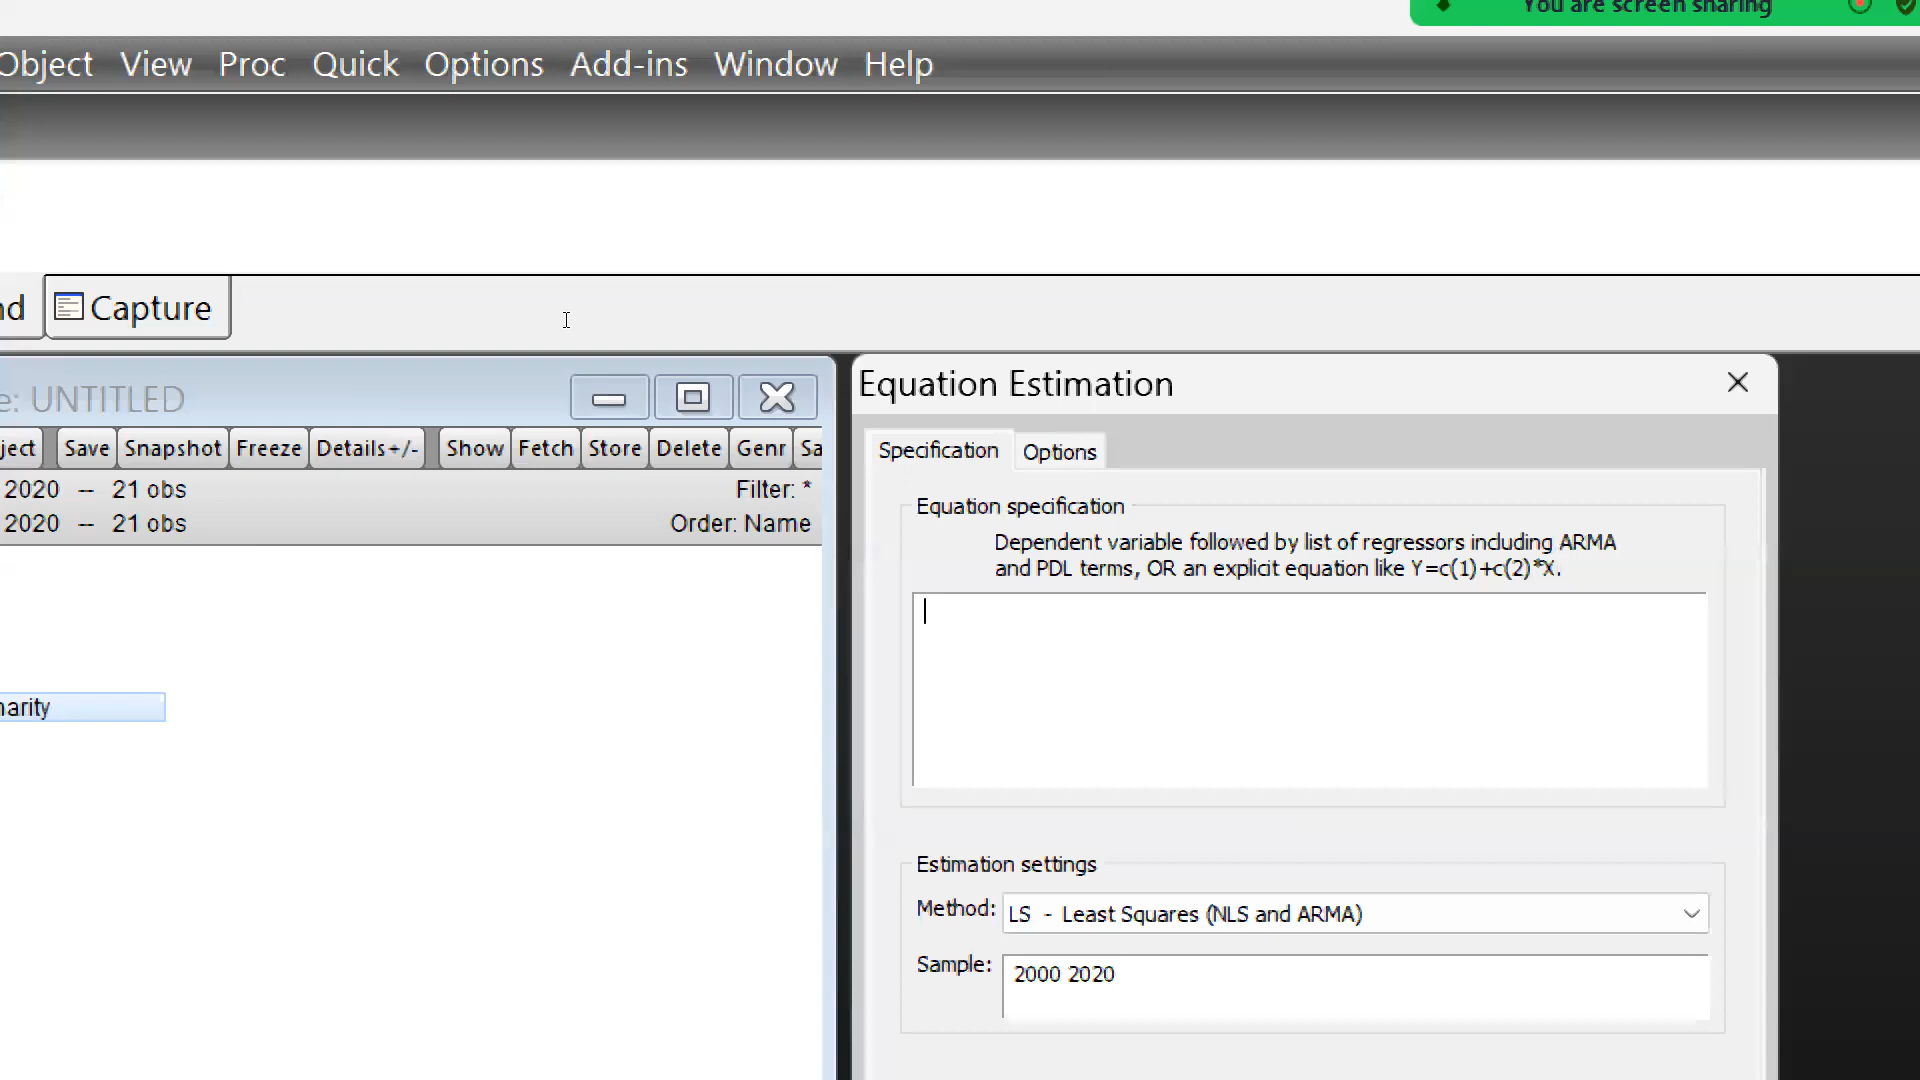 You are screen sharing
Object View Proc Quick Options Add-ins Window Help
Capture
UNTITLED
Equation Estimation
Save Snapshot Freeze Details+/- Show Fetch Store Delete Genr
Specification Options
2020 -- 21 obs Filter: *
2020 -- 21 obs Order: Name
Equation specification
Dependent variable followed by list of regressors including ARMA
and PDL terms, OR an explicit equation like Y=c(1)+c(2)*X.
Estimation settings
Method: LS - Least Squares (NLS and ARMA)
Sample: 2000 2020